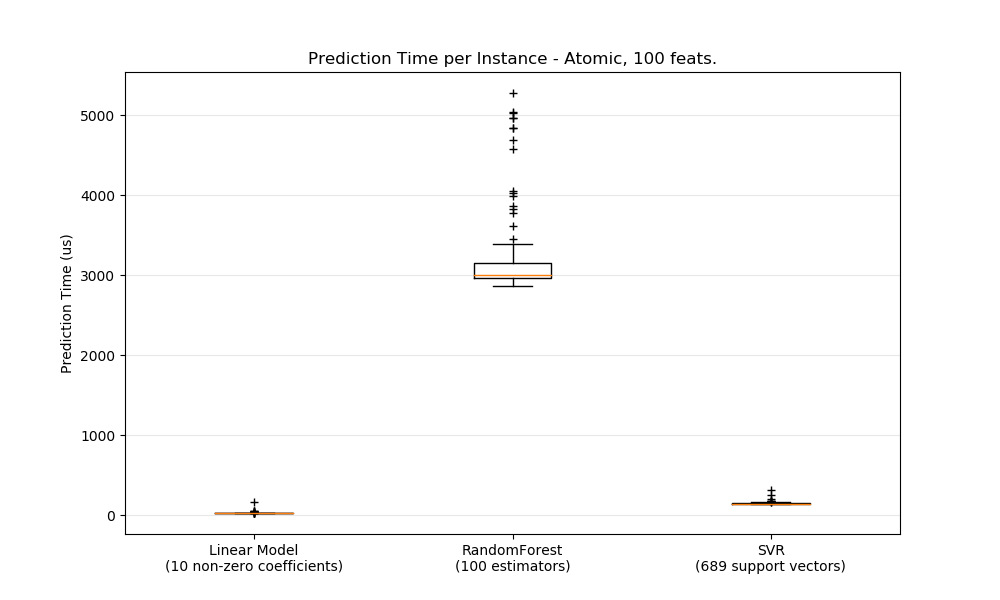 Prediction Time per Instance - Atomic, 100 feats.
Prediction Time (us)
5000
4000
3000
2000
1000
0
Linear Model
(10 non-zero coefficients)
RandomForest
(100 estimators)
SVR
(689 support vectors)